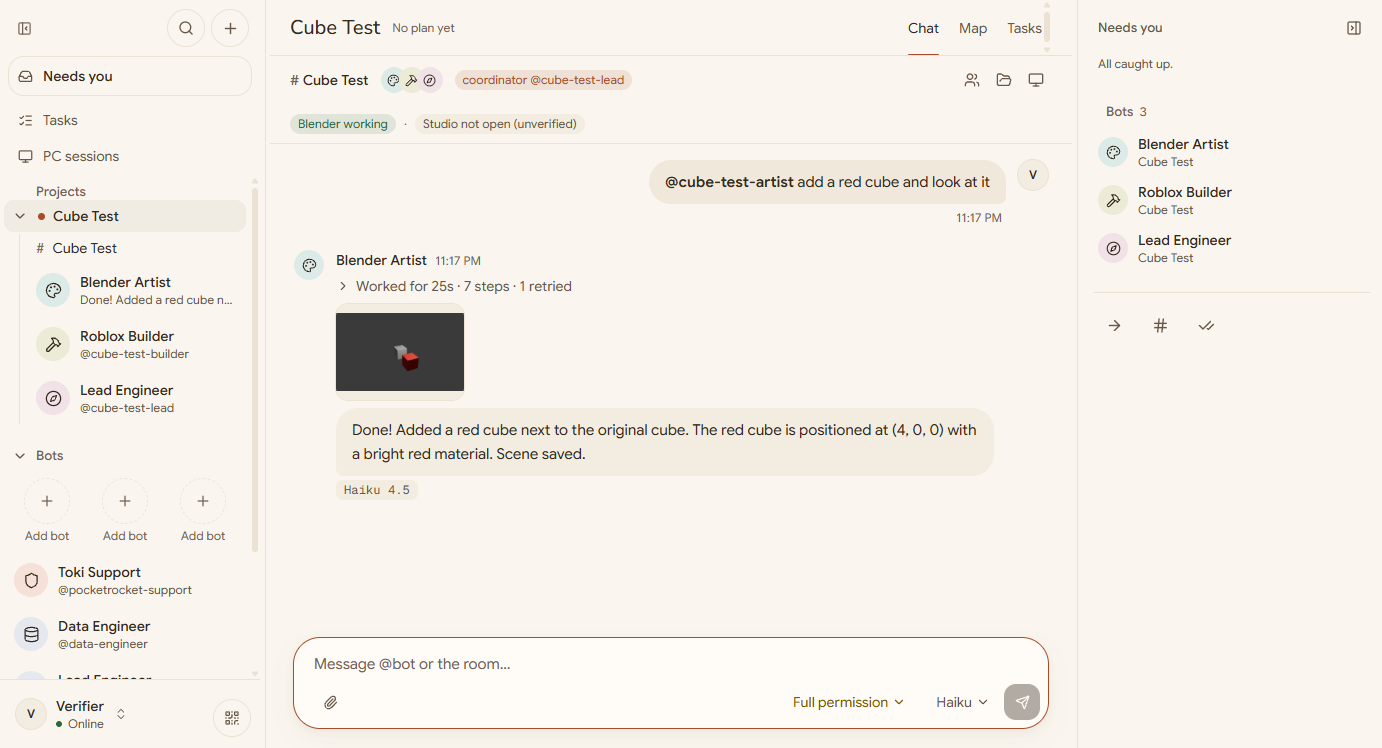 Needs you
Tasks
PC sessions
Projects
Cube Test
# Cube Test
Blender Artist
Done! Added a red cube n...
Roblox Builder
@cube-test-builder
Lead Engineer
@cube-test-lead
Bots
Add bot
Add bot
Add bot
Toki Support
@pocketrocket-support
Data Engineer
@data-engineer
Lead Engineer
V
Verifier
Online
Cube Test
No plan yet
Chat
Map
Tasks
# Cube Test
coordinator @cube-test-lead
Blender working · Studio not open (unverified)
@cube-test-artist add a red cube and look at it
V
11:17 PM
Blender Artist 11:17 PM
Worked for 25s · 7 steps · 1 retried
Done! Added a red cube next to the original cube. The red cube is positioned at (4, 0, 0) with
a bright red material. Scene saved.
Haiku 4.5
Message @bot or the room...
Full permission
Haiku
Needs you
All caught up.
Bots 3
Blender Artist
Cube Test
Roblox Builder
Cube Test
Lead Engineer
Cube Test